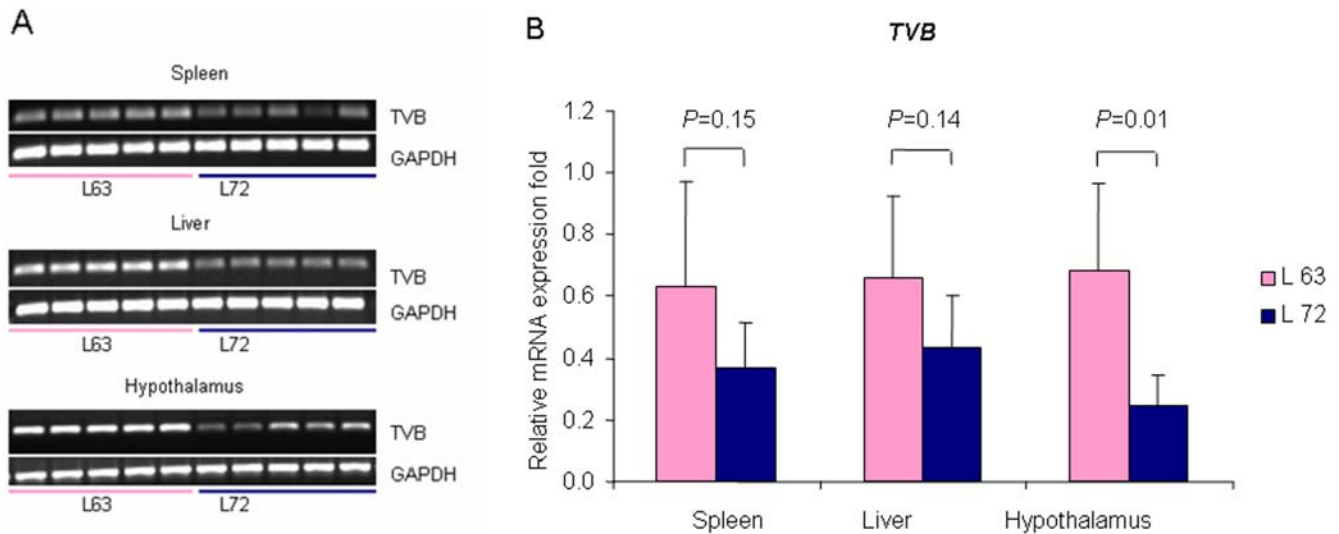 A
Spleen
TVB
GAPDH
L63 L72
Liver
TVB
GAPDH
L63 L72
Hypothalamus
TVB
GAPDH
L63 L72
B
TVB
Relative mRNA expression fold
1.2
1.0
0.8
0.6
0.4
0.2
0.0
P=0.15 P=0.14 P=0.01
Spleen Liver Hypothalamus
L 63
L 72